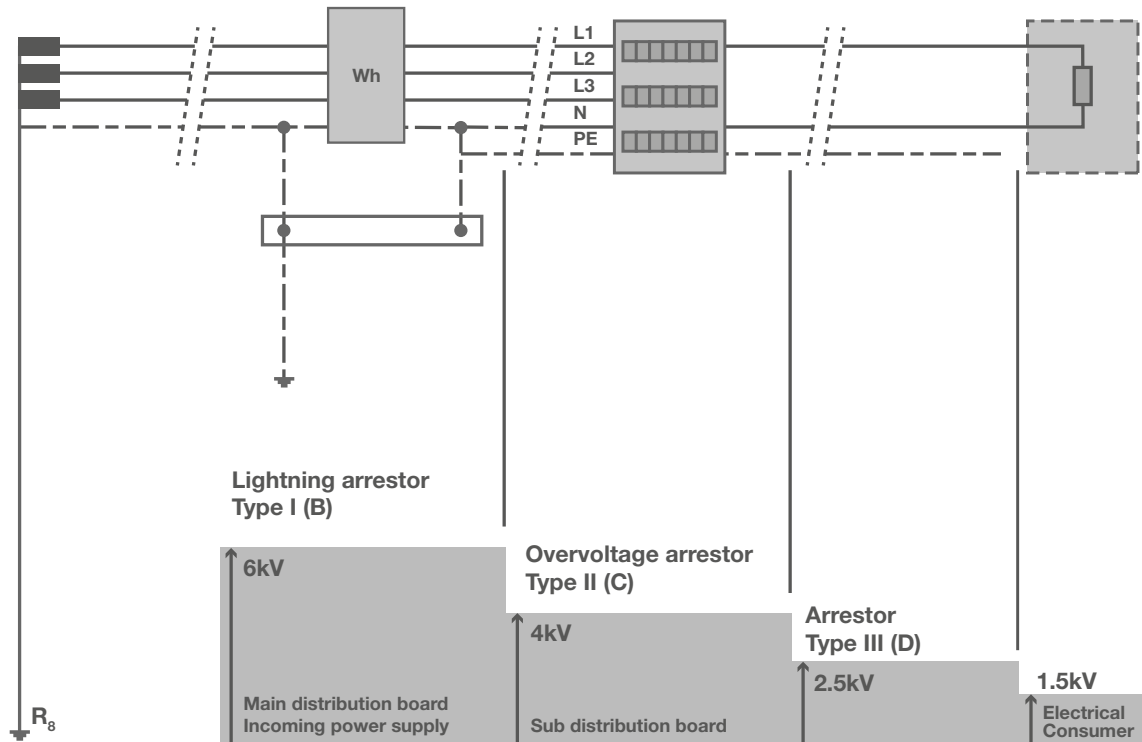 L1
L2
Wh
L3
N
PE
Lightning arrestor
Type I (B)
6kV
Overvoltage arrestor
Type II (C)
4kV
Arrestor
Type III (D)
2.5kV
1.5kV
Main distribution board
Incoming power supply
Sub distribution board
Electrical
Consumer
R8